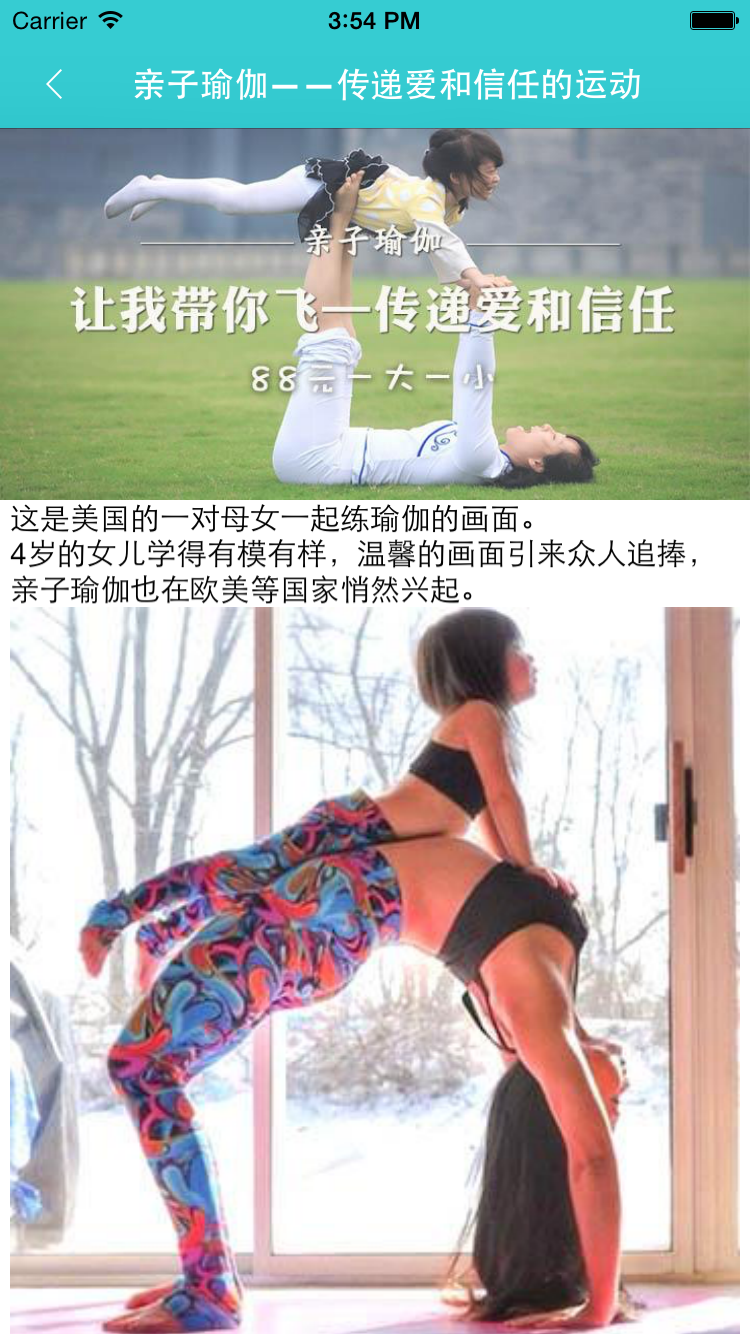 Carrier 3:54 PM
亲子瑜伽——传递爱和信任的运动
亲子瑜伽
让我带你飞—传递爱和信任
88元一大一小
这是美国的一对母女一起练瑜伽的画面。
4岁的女儿学得有模有样，温馨的画面引来众人追捧，
亲子瑜伽也在欧美等国家悄然兴起。